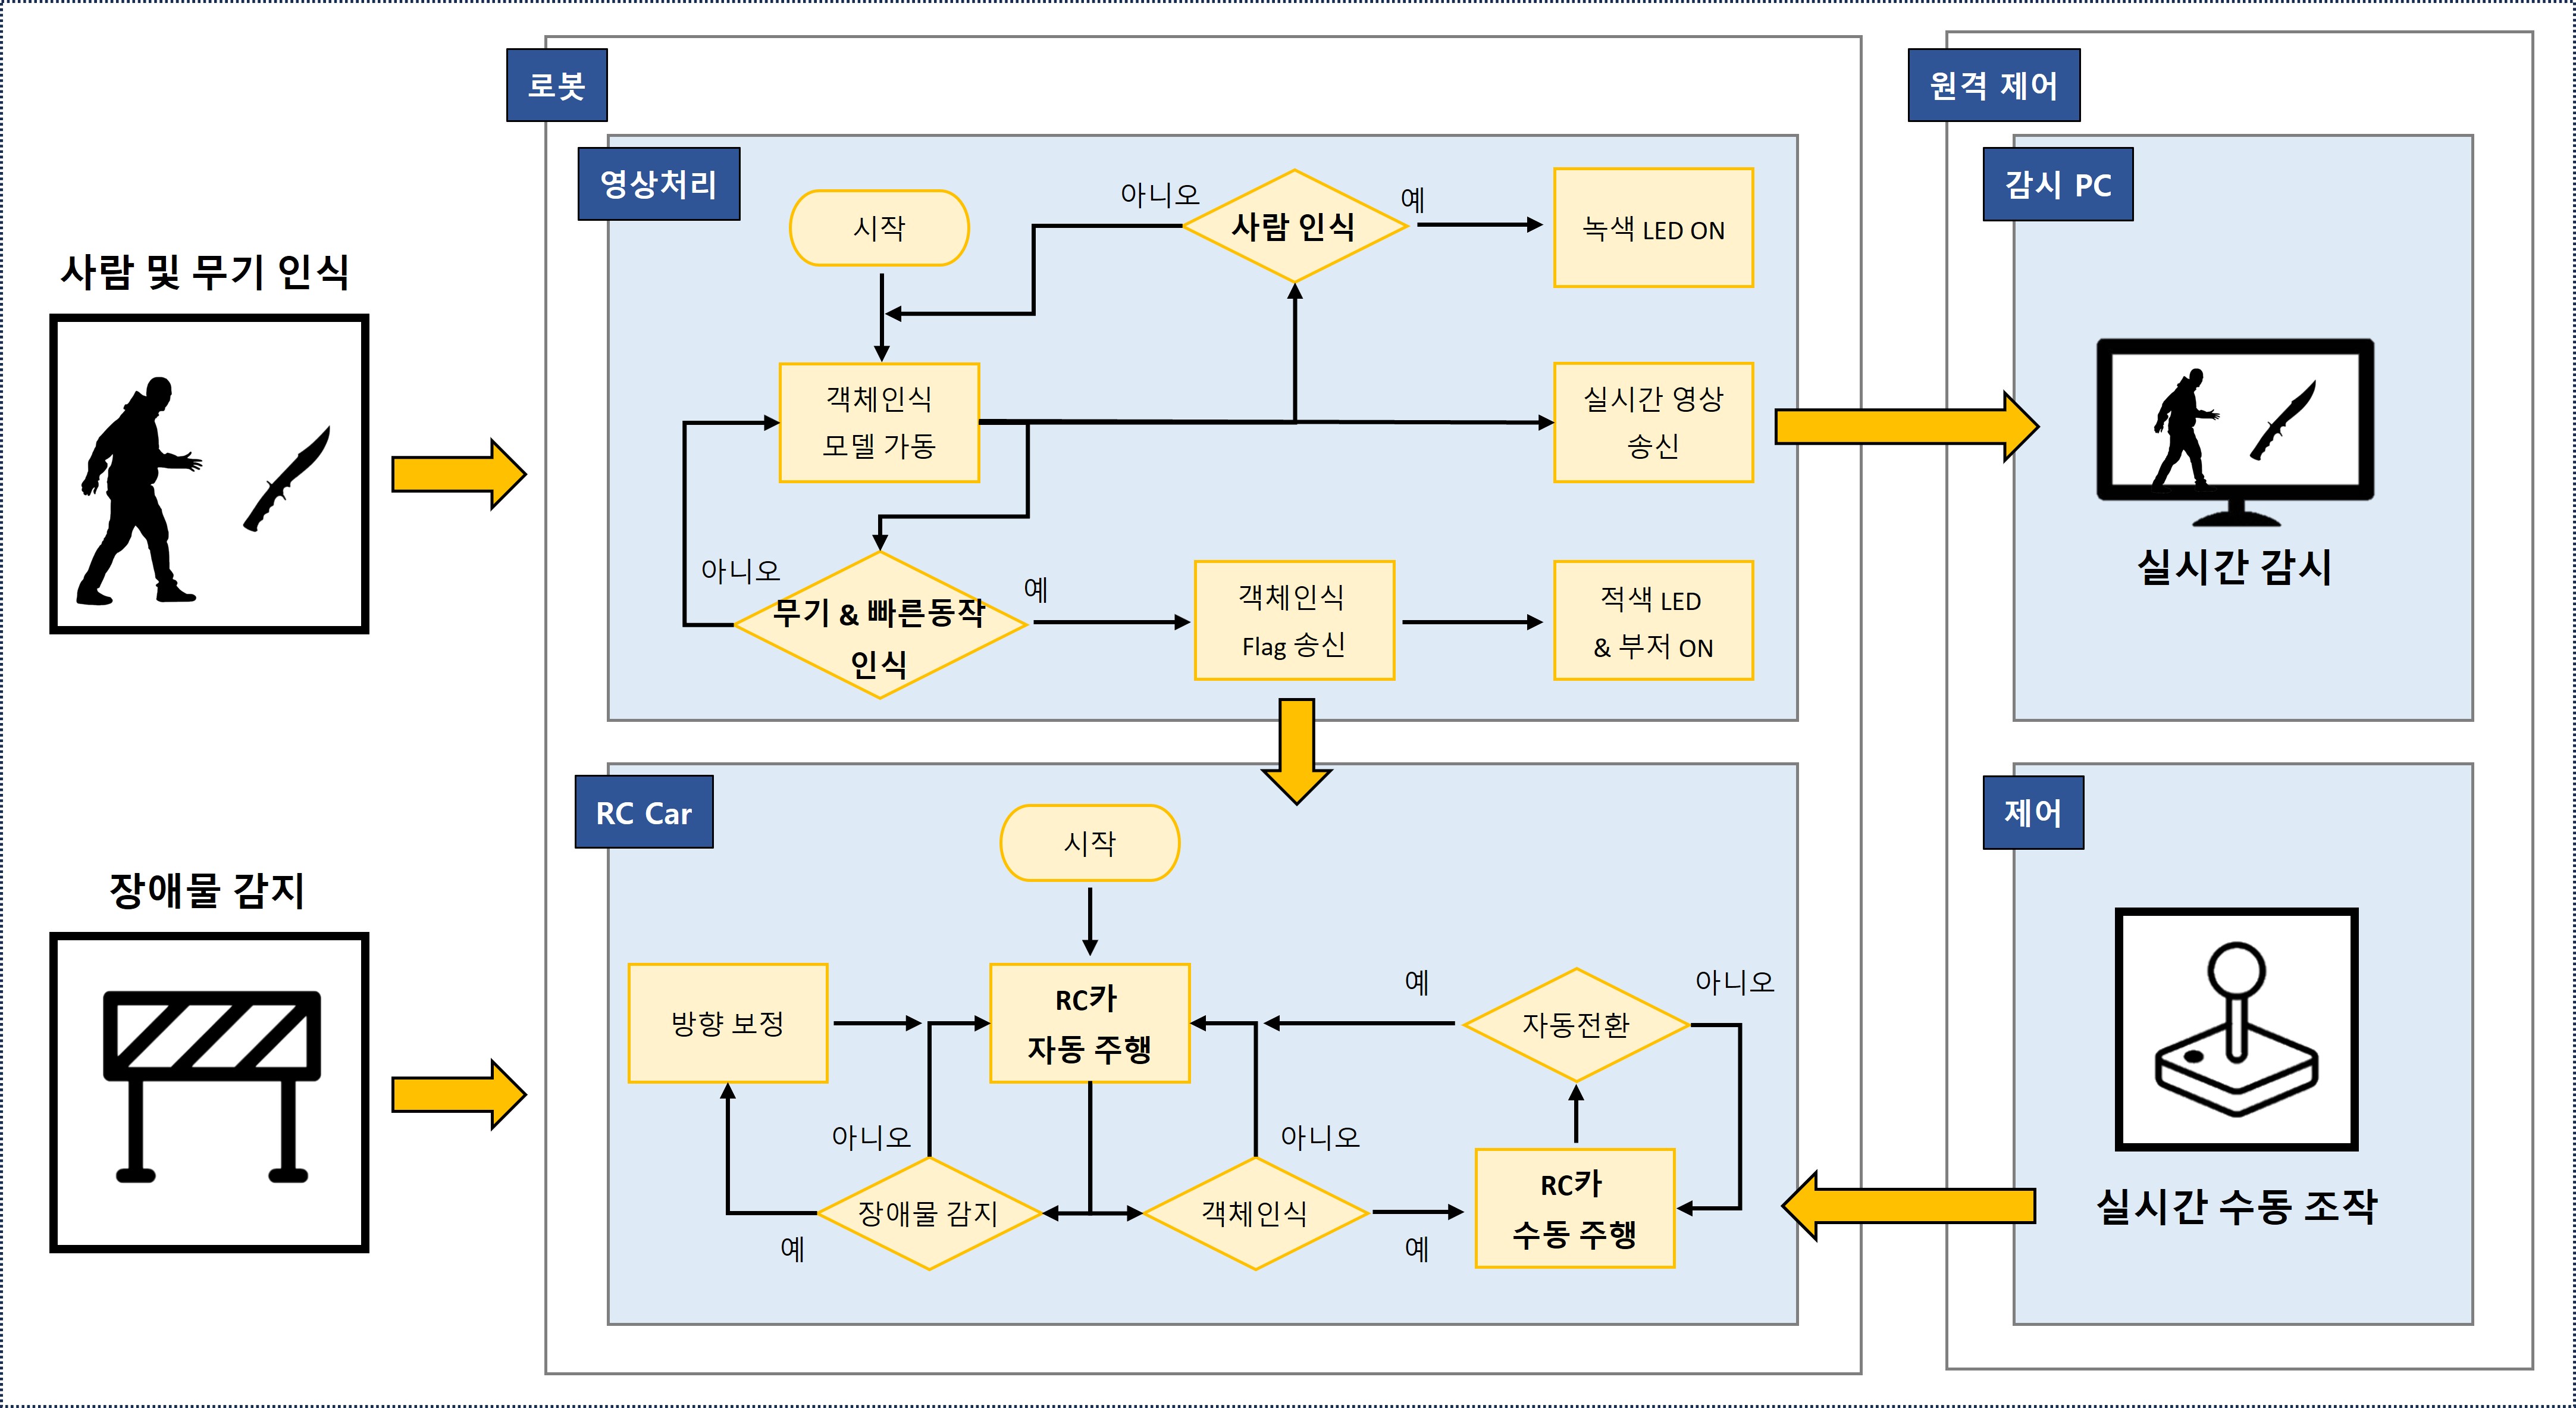 로봇
원격 제어
영상처리
감시 PC
시작
아니오
사람 인식
예
녹색 LED ON
사람 및 무기 인식
객체인식
모델 가동
실시간 영상
송신
실시간 감시
아니오
무기 & 빠른동작
인식
예
객체인식
Flag 송신
적색 LED
& 부저 ON
RC Car
제어
시작
장애물 감지
방향 보정
RC카
자동 주행
예
자동전환
아니오
아니오
장애물 감지
예
아니오
객체인식
예
RC카
수동 주행
실시간 수동 조작